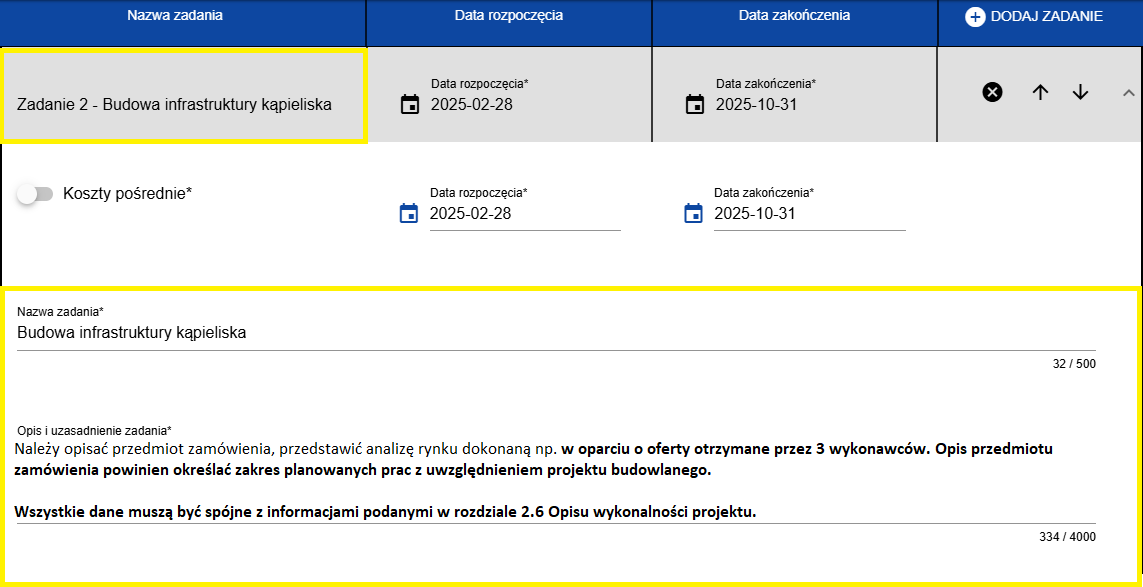 Nazwa zadania
Data rozpoczęcia
Data zakończenia
DODAJ ZADANIE
Zadanie 2 - Budowa infrastruktury kąpieliska
Data rozpoczęcia*
2025-02-28
Data zakończenia*
2025-10-31
Koszty pośrednie*
Data rozpoczęcia*
2025-02-28
Data zakończenia*
2025-10-31
Nazwa zadania*
Budowa infrastruktury kąpieliska
32 / 500
Opis i uzasadnienie zadania*
Należy opisać przedmiot zamówienia, przedstawić analizę rynku dokonaną np. w oparciu o oferty otrzymane przez 3 wykonawców. Opis przedmiotu
zamówienia powinien określać zakres planowanych prac z uwzględnieniem projektu budowlanego.
Wszystkie dane muszą być spójne z informacjami podanymi w rozdziale 2.6 Opisu wykonalności projektu.
334 / 4000